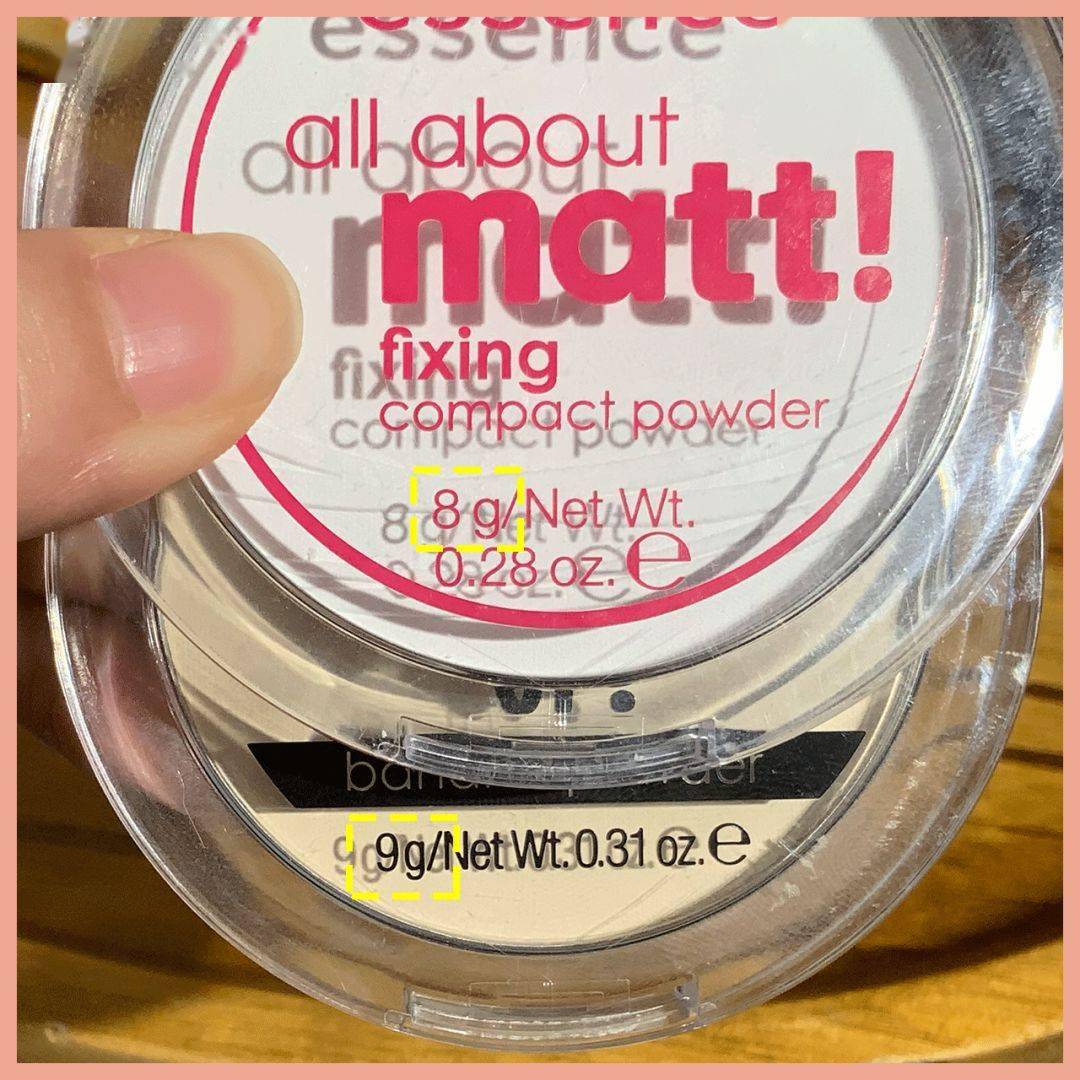 essence
all about
matt!
fixing
compact powder
8 g/Net Wt.
0.28 oz. ℮
powder
9g/Net Wt. 0.31 oz. ℮